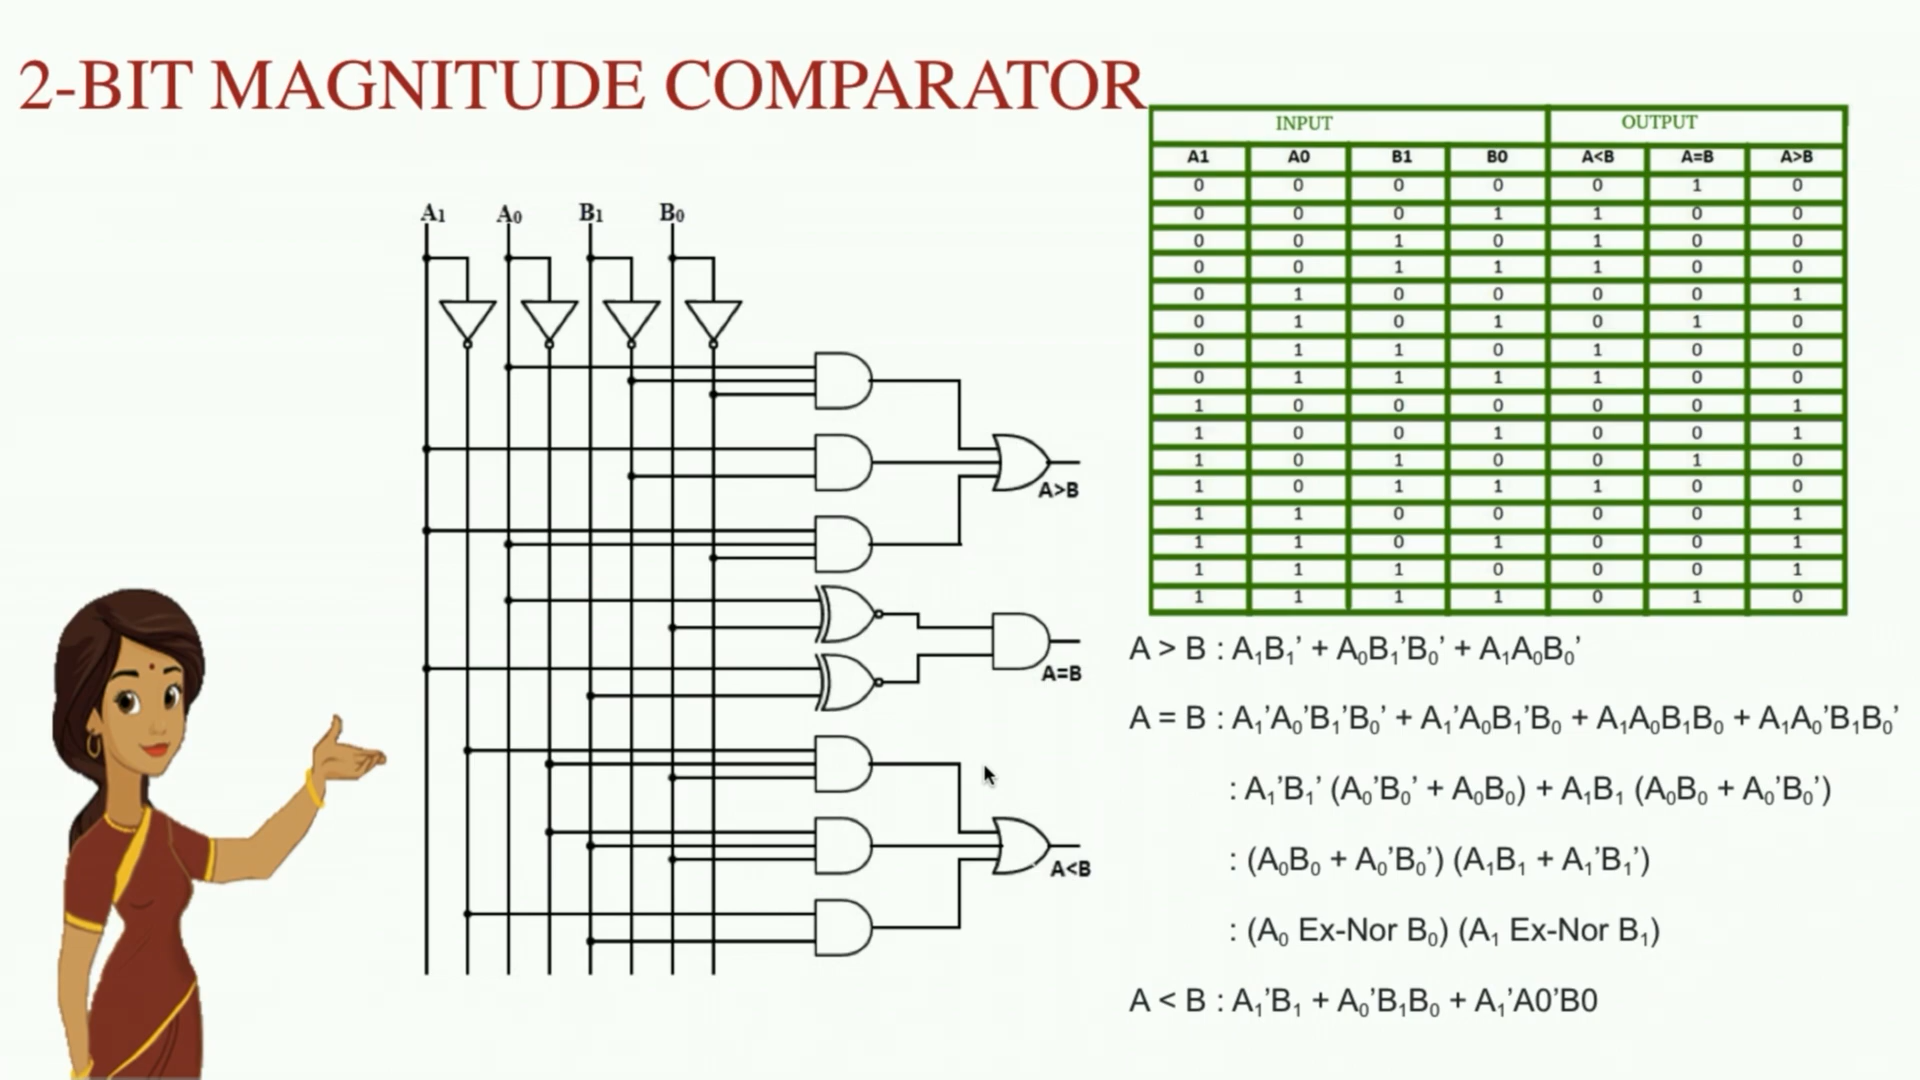 2-BIT MAGNITUDE COMPARATOR
INPUT OUTPUT
A1 A0 B1 B0 A<B A=B A>B
0 0 0 0 0 1 0
0 0 0 1 1 0 0
0 0 1 0 1 0 0
0 0 1 1 1 0 0
0 1 0 0 0 0 1
0 1 0 1 0 1 0
0 1 1 0 1 0 0
0 1 1 1 1 0 0
1 0 0 0 0 0 1
1 0 0 1 0 0 1
1 0 1 0 0 1 0
1 0 1 1 1 0 0
1 1 0 0 0 0 1
1 1 0 1 0 0 1
1 1 1 0 0 0 1
1 1 1 1 0 1 0
A₁ A₀ B₁ B₀
A>B
A=B
A<B
A > B : A₁B₁’ + A₀B₁’B₀’ + A₁A₀B₀’
A = B : A₁’A₀’B₁’B₀’ + A₁’A₀B₁’B₀ + A₁A₀B₁B₀ + A₁A₀’B₁B₀’
: A₁’B₁’ (A₀’B₀’ + A₀B₀) + A₁B₁ (A₀B₀ + A₀’B₀’)
: (A₀B₀ + A₀’B₀’) (A₁B₁ + A₁’B₁’)
: (A₀ Ex-Nor B₀) (A₁ Ex-Nor B₁)
A < B : A₁’B₁ + A₀’B₁B₀ + A₁’A0’B0